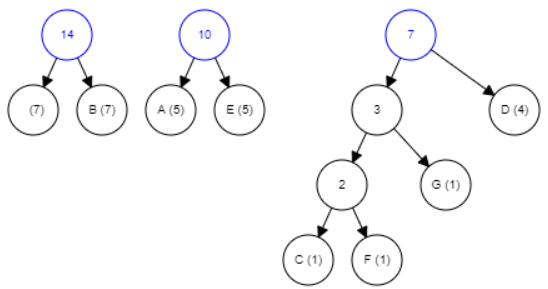 14 10 7
(7) B (7) A (5) E (5) 3 D (4)
2 G (1)
C (1) F (1)